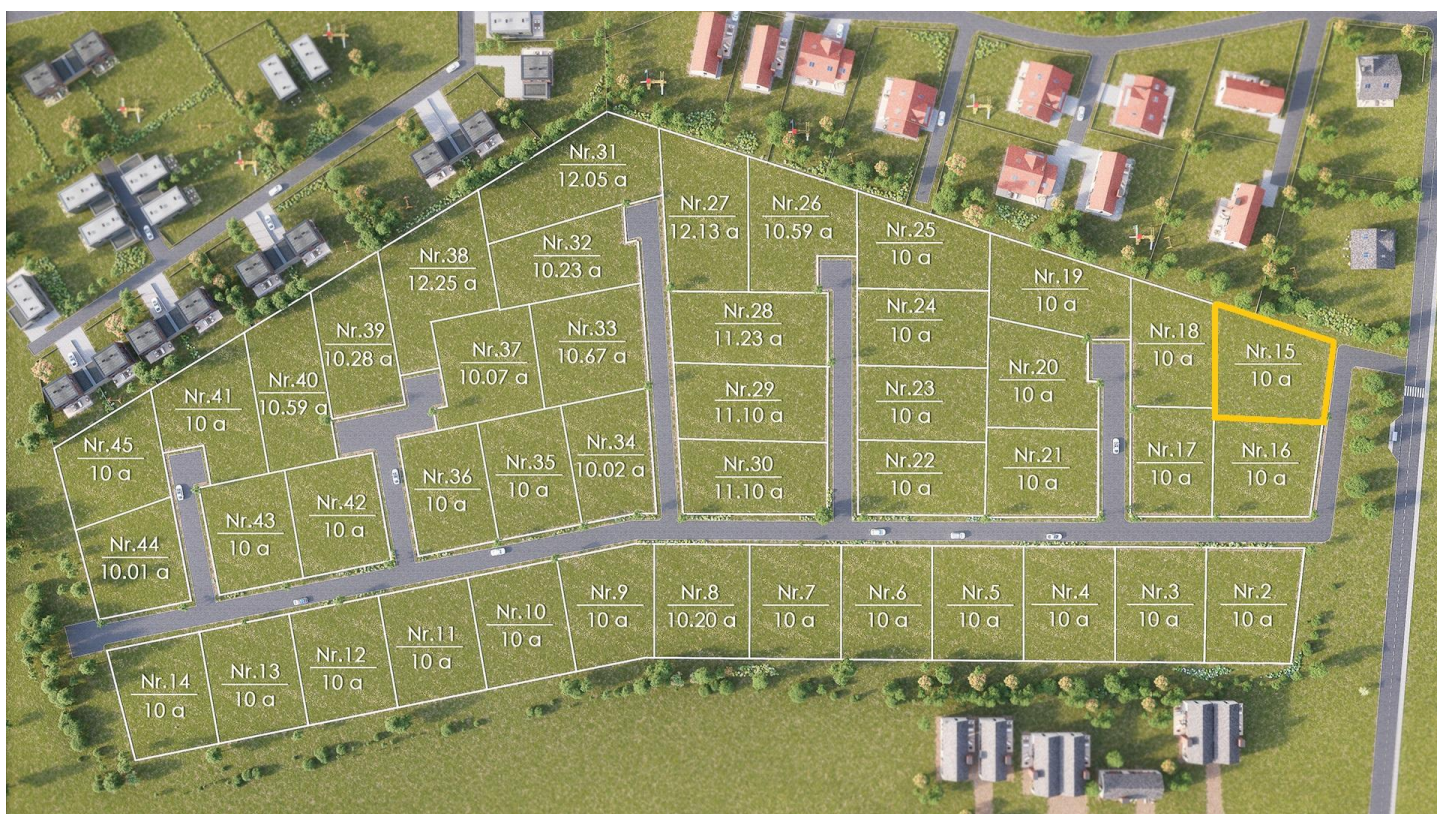 Nr.31
12.05 a
Nr.27
12.13 a
Nr.26
10.59 a
Nr.25
10 a
Nr.32
10.23 a
Nr.38
12.25 a
Nr.19
10 a
Nr.24
10 a
Nr.28
11.23 a
Nr.33
10.67 a
Nr.39
10.28 a
Nr.18
10 a
Nr.15
10 a
Nr.37
10.07 a
Nr.20
10 a
Nr.40
10.59 a
Nr.41
10 a
Nr.29
11.10 a
Nr.23
10 a
Nr.45
10 a
Nr.34
10.02 a
Nr.17
10 a
Nr.16
10 a
Nr.21
10 a
Nr.35
10 a
Nr.36
10 a
Nr.30
11.10 a
Nr.22
10 a
Nr.42
10 a
Nr.43
10 a
Nr.44
10.01 a
Nr.9
10 a
Nr.8
10.20 a
Nr.7
10 a
Nr.6
10 a
Nr.5
10 a
Nr.4
10 a
Nr.3
10 a
Nr.2
10 a
Nr.10
10 a
Nr.11
10 a
Nr.12
10 a
Nr.13
10 a
Nr.14
10 a